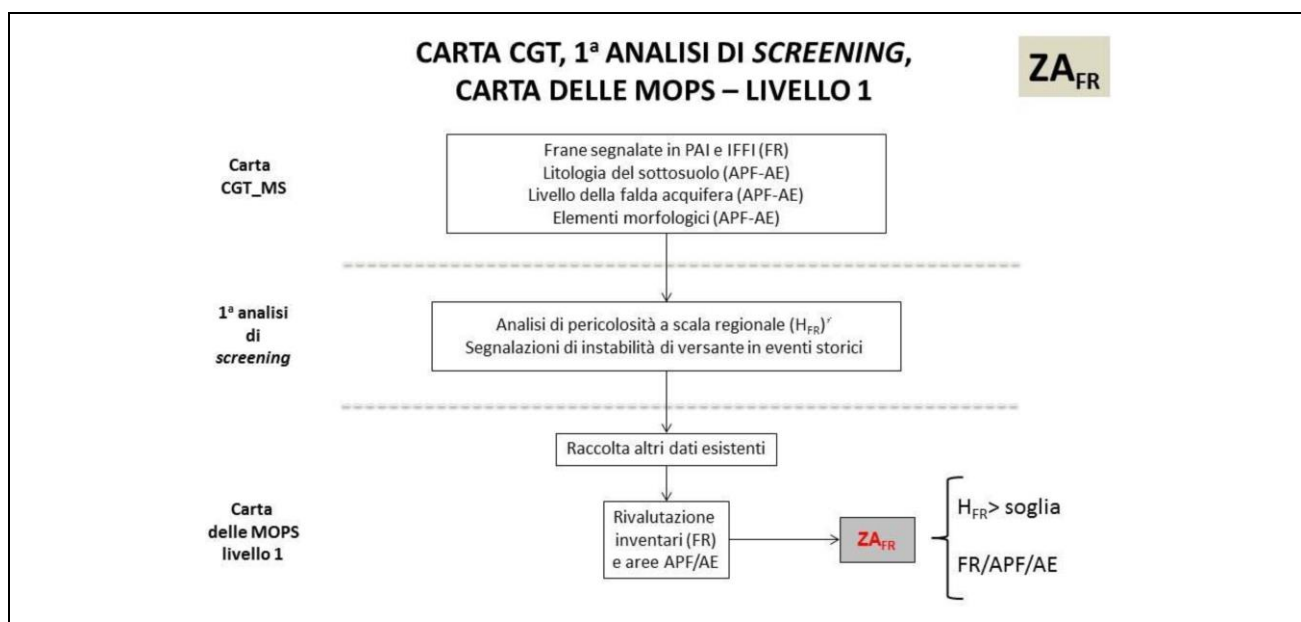 CARTA CGT, 1ª ANALISI DI SCREENING,
CARTA DELLE MOPS – LIVELLO 1
ZAFR
Carta
CGT_MS
Frane segnalate in PAI e IFFI (FR)
Litologia del sottosuolo (APF-AE)
Livello della falda acquifera (APF-AE)
Elementi morfologici (APF-AE)
1ª analisi
di
screening
Analisi di pericolosità a scala regionale (HFR)
Segnalazioni di instabilità di versante in eventi storici
Raccolta altri dati esistenti
Carta
delle MOPS
livello 1
Rivalutazione
inventari (FR)
e aree APF/AE
ZAFR
HFR> soglia
FR/APF/AE